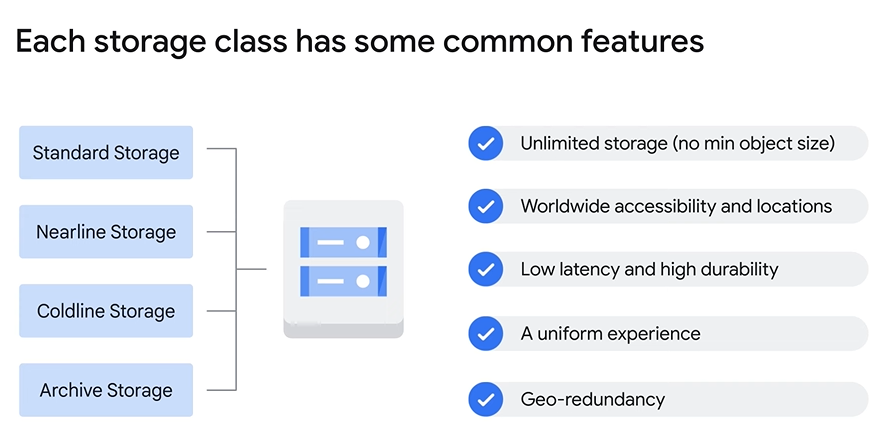 Each storage class has some common features
Standard Storage
Nearline Storage
Coldline Storage
Archive Storage
Unlimited storage (no min object size)
Worldwide accessibility and locations
Low latency and high durability
A uniform experience
Geo-redundancy